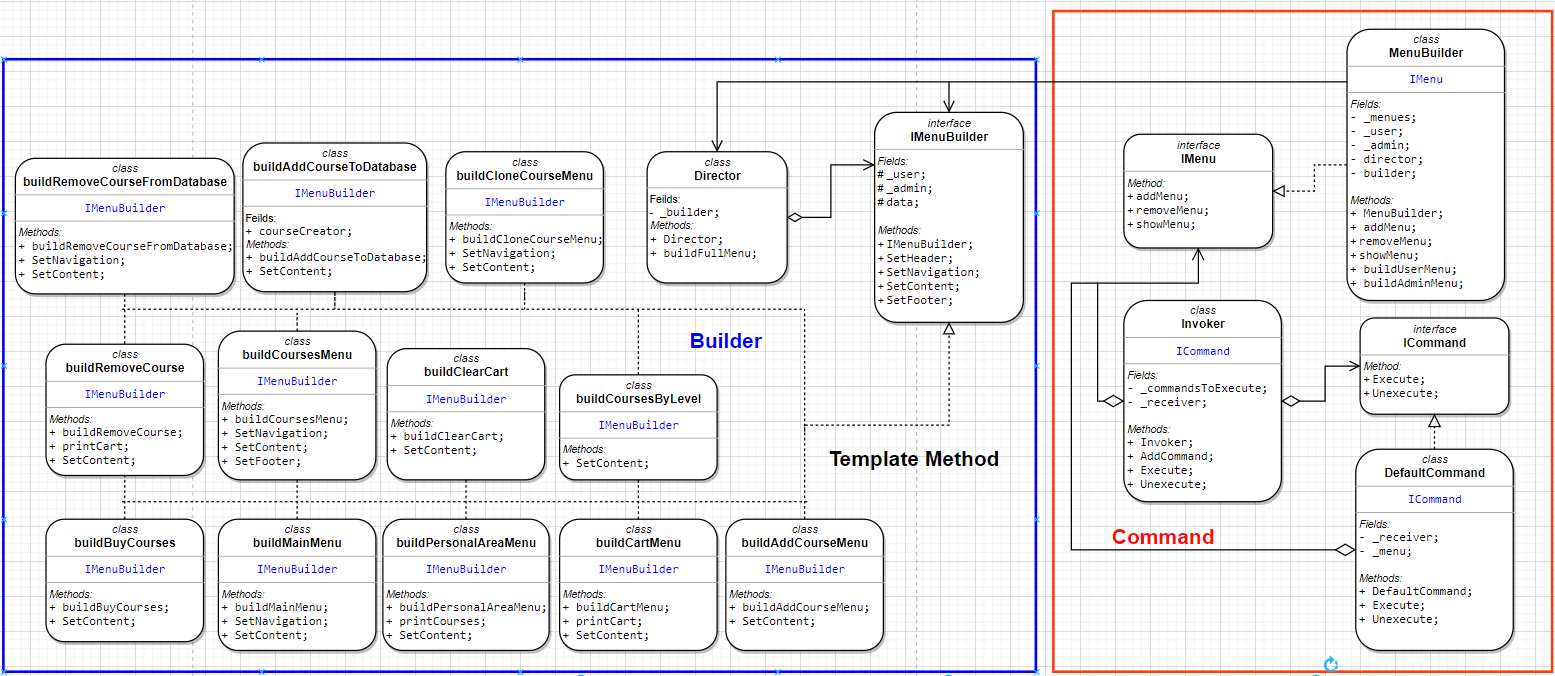 class
MenuBuilder
IMenu
Fields:
- _menues;
- _user;
- _admin;
- director;
- builder;
Methods:
+ MenuBuilder;
+ addMenu;
+ removeMenu;
+ showMenu;
+ buildUserMenu;
+ buildAdminMenu;
interface
IMenuBuilder
Fields:
# _user;
# _admin;
# data;
Methods:
+ IMenuBuilder;
+ SetHeader;
+ SetNavigation;
+ SetContent;
+ SetFooter;
interface
IMenu
Method:
+ addMenu;
+ removeMenu;
+ showMenu;
class
buildRemoveCourseFromDatabase
IMenuBuilder
Methods:
+ buildRemoveCourseFromDatabase;
+ SetNavigation;
+ SetContent;
class
buildAddCourseToDatabase
IMenuBuilder
Feilds:
+ courseCreator;
Methods:
+ buildAddCourseToDatabase;
+ SetContent;
class
buildCloneCourseMenu
IMenuBuilder
Methods:
+ buildCloneCourseMenu;
+ SetNavigation;
+ SetContent;
class
Director
Feilds:
- _builder;
Methods:
+ Director;
+ buildFullMenu;
Builder
class
Invoker
ICommand
Fields:
- _commandsToExecute;
- _receiver;
Methods:
+ Invoker;
+ AddCommand;
+ Execute;
+ Unexecute;
interface
ICommand
Method:
+ Execute;
+ Unexecute;
class
buildRemoveCourse
IMenuBuilder
Methods:
+ buildRemoveCourse;
+ printCart;
+ SetContent;
class
buildCoursesMenu
IMenuBuilder
Methods:
+ buildCoursesMenu;
+ SetNavigation;
+ SetContent;
+ SetFooter;
class
buildClearCart
IMenuBuilder
Methods:
+ buildClearCart;
+ SetContent;
class
buildCoursesByLevel
IMenuBuilder
Methods:
+ SetContent;
Template Method
class
DefaultCommand
ICommand
Fields:
- _receiver;
- _menu;
Methods:
+ DefaultCommand;
+ Execute;
+ Unexecute;
Command
class
buildBuyCourses
IMenuBuilder
Methods:
+ buildBuyCourses;
+ SetContent;
class
buildMainMenu
IMenuBuilder
Methods:
+ buildMainMenu;
+ SetNavigation;
+ SetContent;
class
buildPersonalAreaMenu
IMenuBuilder
Methods:
+ buildPersonalAreaMenu;
+ printCourses;
+ SetContent;
class
buildCartMenu
IMenuBuilder
Methods:
+ buildCartMenu;
+ printCart;
+ SetContent;
class
buildAddCourseMenu
IMenuBuilder
Methods:
+ buildAddCourseMenu;
+ SetContent;